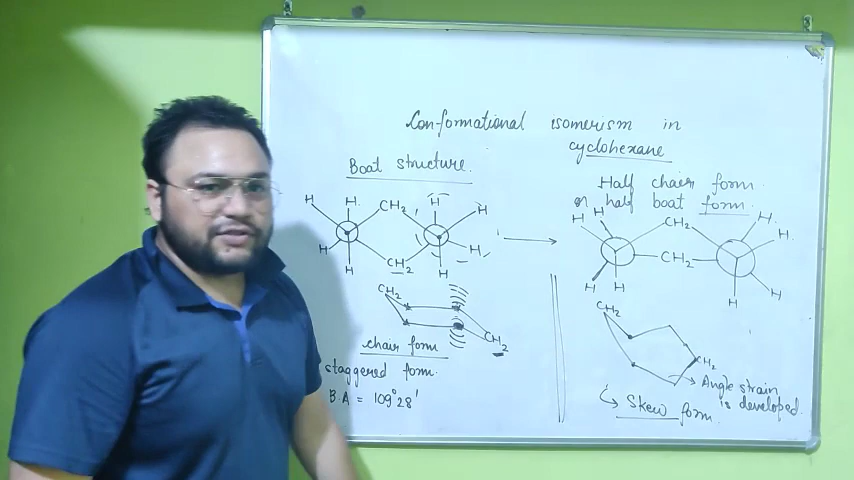 Conformational isomerism in
cyclohexane
Boat structure.
H H. CH2 H H
H H CH2 H H
CH2
CH2
chair form
staggered form.
B.A = 109°28'
Half chair form.
or half boat form.
H H CH2 H H.
H H CH2 H H
CH2
CH2
Angle strain
is developed.
Skew form